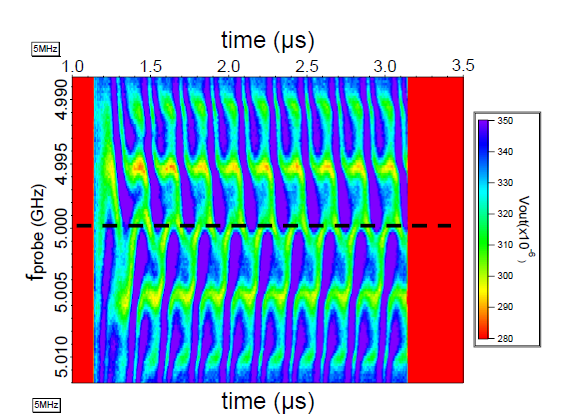 time (μs)
5MHz
1.0 1.5 2.0 2.5 3.0 3.5
4.990
4.995
5.000
5.005
5.010
fprobe (GHz)
350
340
330
320
310
300
290
280
Vout(x10-6)
5MHz
time (μs)